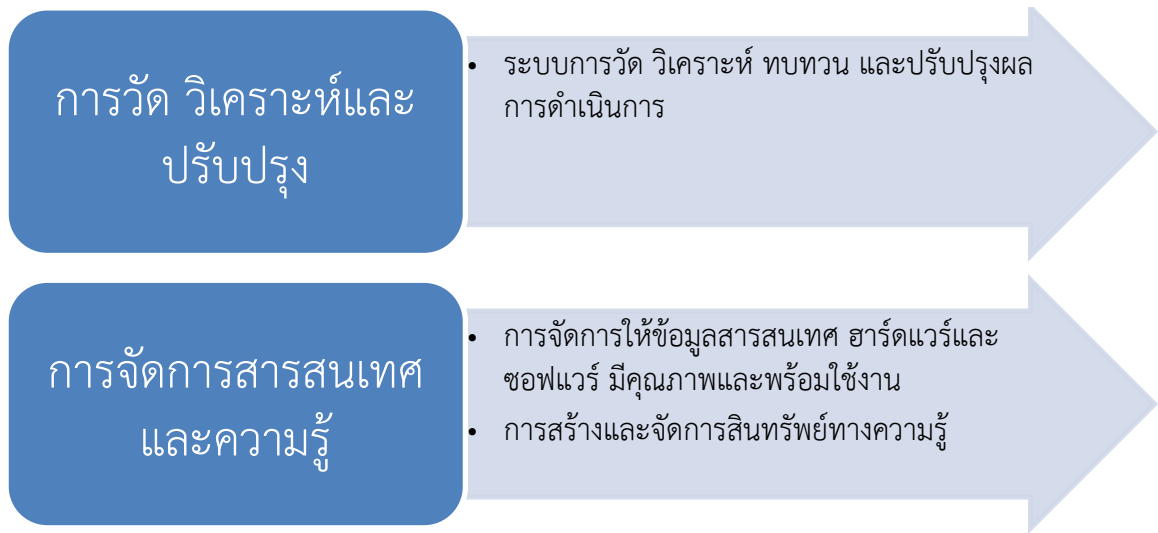 การวัด วิเคราะห์และ
ปรับปรุง
• ระบบการวัด วิเคราะห์ ทบทวน และปรับปรุงผล
การดำเนินการ
การจัดการสารสนเทศ
และความรู้
• การจัดการให้ข้อมูลสารสนเทศ ฮาร์ดแวร์และ
ซอฟแวร์ มีคุณภาพและพร้อมใช้งาน
• การสร้างและจัดการสินทรัพย์ทางความรู้